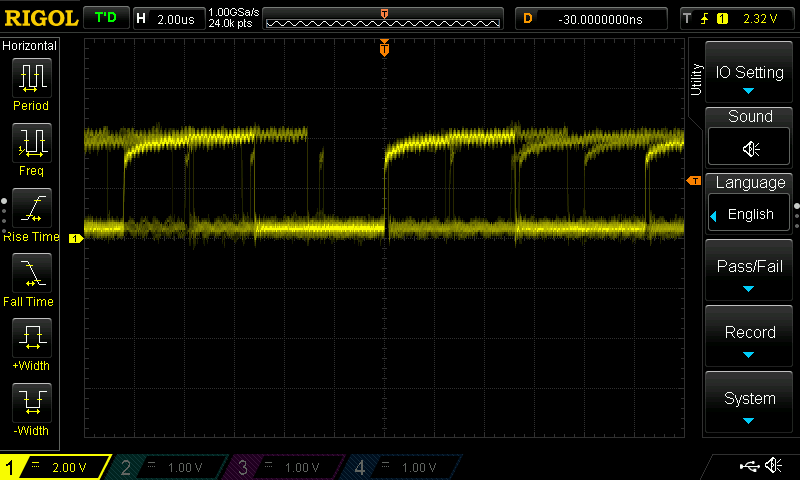 RIGOL T'D H 2.00us 1.00GSa/s 24.0k pts T D -30.0000000ns T 1 2.32 V
Horizontal
Period
Freq
Rise Time
Fall Time
+Width
-Width
T
T
1
Utility
IO Setting
Sound
Language
English
Pass/Fail
Record
System
1 2.00 V 2 1.00 V 3 1.00 V 4 1.00 V